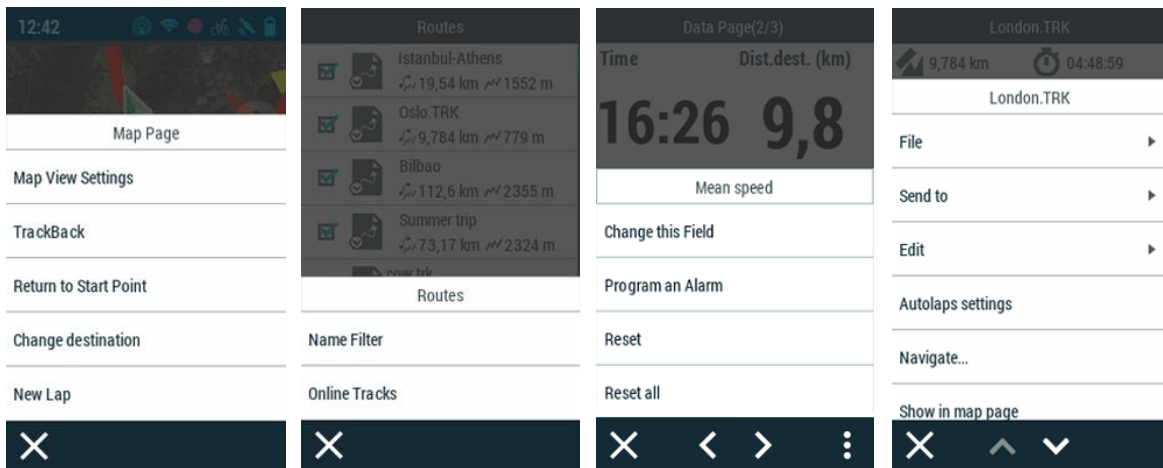 12:42
Map Page
Map View Settings
TrackBack
Return to Start Point
Change destination
New Lap
Routes
Istanbul-Athens
19,54 km 1552 m
Oslo.TRK
9,784 km 779 m
Bilbao
112,6 km 2355 m
Summer trip
73,17 km 2324 m
cow.trk
Routes
Name Filter
Online Tracks
Data Page(2/3)
Time Dist.dest. (km)
16:26 9,8
Mean speed
Change this Field
Program an Alarm
Reset
Reset all
London.TRK
9,784 km 04:48:59
London.TRK
File
Send to
Edit
Autolaps settings
Navigate...
Show in map page